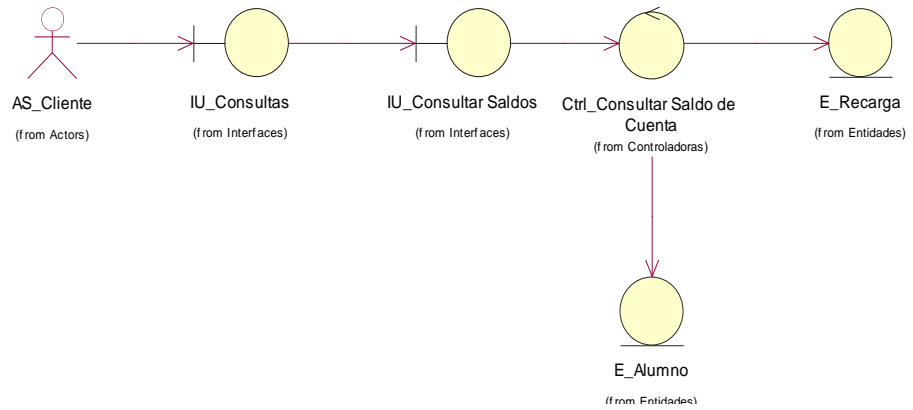 AS_Cliente
(from Actors)
IU_Consultas
(from Interfaces)
IU_Consultar Saldos
(from Interfaces)
Ctrl_Consultar Saldo de
Cuenta
(from Controladoras)
E_Recarga
(from Entidades)
E_Alumno
(from Entidades)